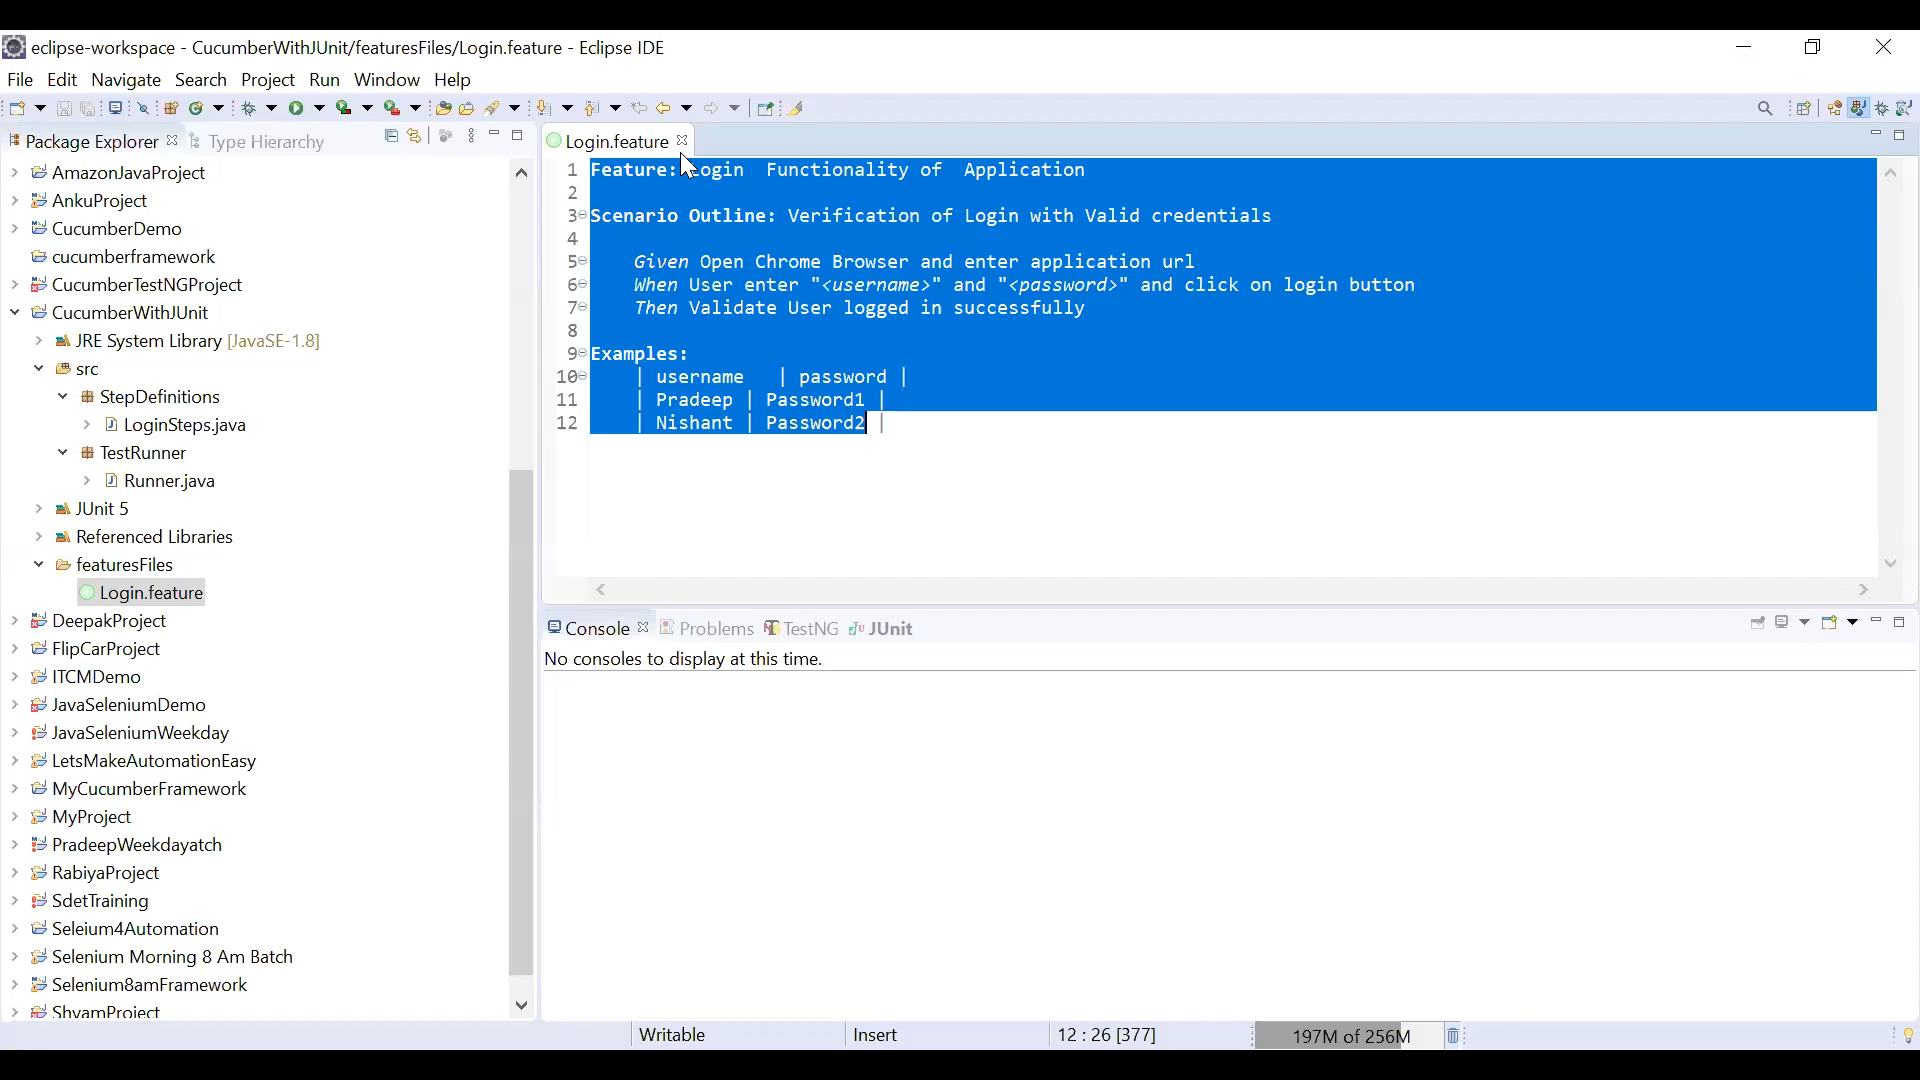 eclipse-workspace - CucumberWithJUnit/featuresFiles/Login.feature - Eclipse IDE
File Edit Navigate Search Project Run Window Help
Package Explorer Type Hierarchy
AmazonJavaProject
AnkuProject
CucumberDemo
cucumberframework
CucumberTestNGProject
CucumberWithJUnit
JRE System Library [JavaSE-1.8]
src
StepDefinitions
LoginSteps.java
TestRunner
Runner.java
JUnit 5
Referenced Libraries
featuresFiles
Login.feature
DeepakProject
FlipCarProject
ITCMDemo
JavaSeleniumDemo
JavaSeleniumWeekday
LetsMakeAutomationEasy
MyCucumberFramework
MyProject
PradeepWeekdayatch
RabiyaProject
SdetTraining
Seleium4Automation
Selenium Morning 8 Am Batch
Selenium8amFramework
ShyamProject
Login.feature
1 Feature: Login Functionality of Application
2
3 Scenario Outline: Verification of Login with Valid credentials
4
5 Given Open Chrome Browser and enter application url
6 When User enter "<username>" and "<password>" and click on login button
7 Then Validate User logged in successfully
8
9 Examples:
10 | username | password |
11 | Pradeep | Password1 |
12 | Nishant | Password2 |
Console Problems TestNG JUnit
No consoles to display at this time.
Writable Insert 12 : 26 [377] 197M of 256M